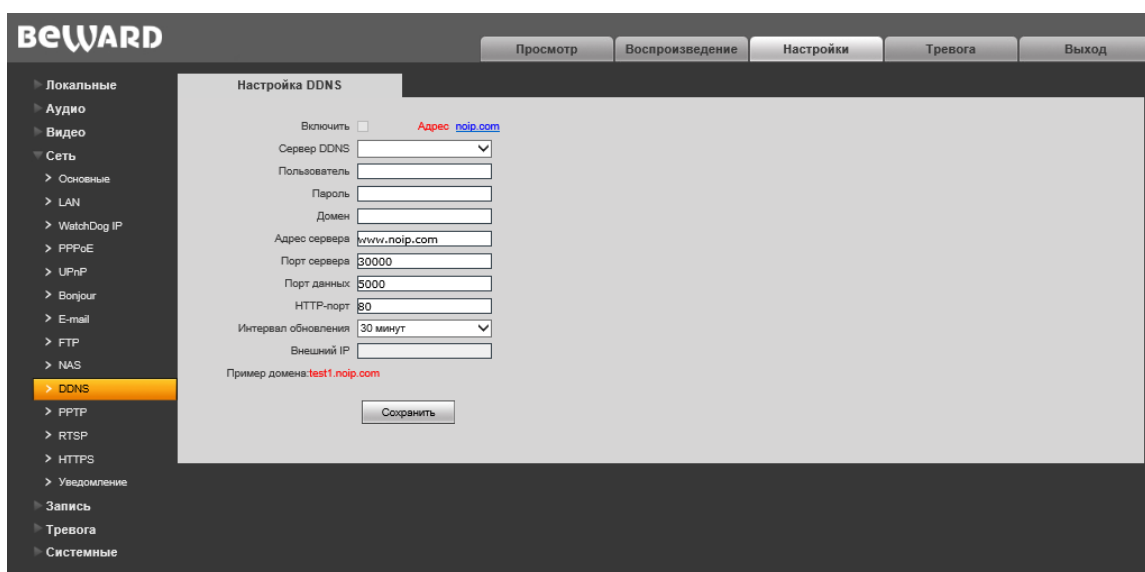 BEWARD
Просмотр
Воспроизведение
Настройки
Тревога
Выход
Локальные
Аудио
Видео
Сеть
Основные
LAN
WatchDog IP
PPPoE
UPnP
Bonjour
E-mail
FTP
NAS
DDNS
PPTP
RTSP
HTTPS
Уведомление
Запись
Тревога
Системные
Настройка DDNS
Включить Адрес noip.com
Сервер DDNS
Пользователь
Пароль
Домен
Адрес сервера www.noip.com
Порт сервера 30000
Порт данных 5000
HTTP-порт 80
Интервал обновления 30 минут
Внешний IP
Пример домена:test1.noip.com
Сохранить